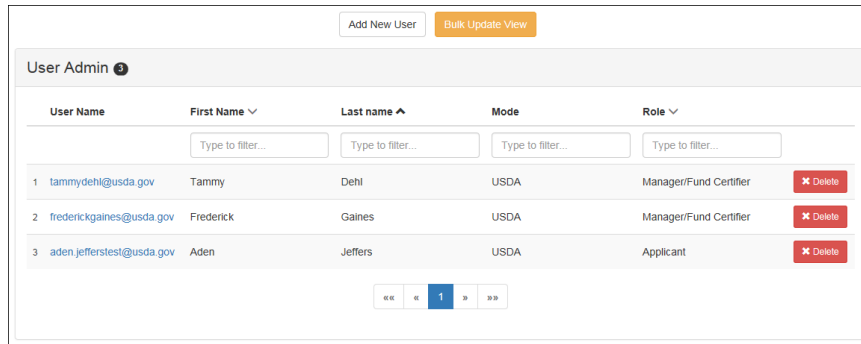 Add New User Bulk Update View
User Admin 3
User Name First Name Last name Mode Role
Type to filter... Type to filter... Type to filter... Type to filter...
1 tammydehl@usda.gov Tammy Dehl USDA Manager/Fund Certifier ✖ Delete
2 frederickgaines@usda.gov Frederick Gaines USDA Manager/Fund Certifier ✖ Delete
3 aden.jefferstest@usda.gov Aden Jeffers USDA Applicant ✖ Delete
«« « 1 » »»